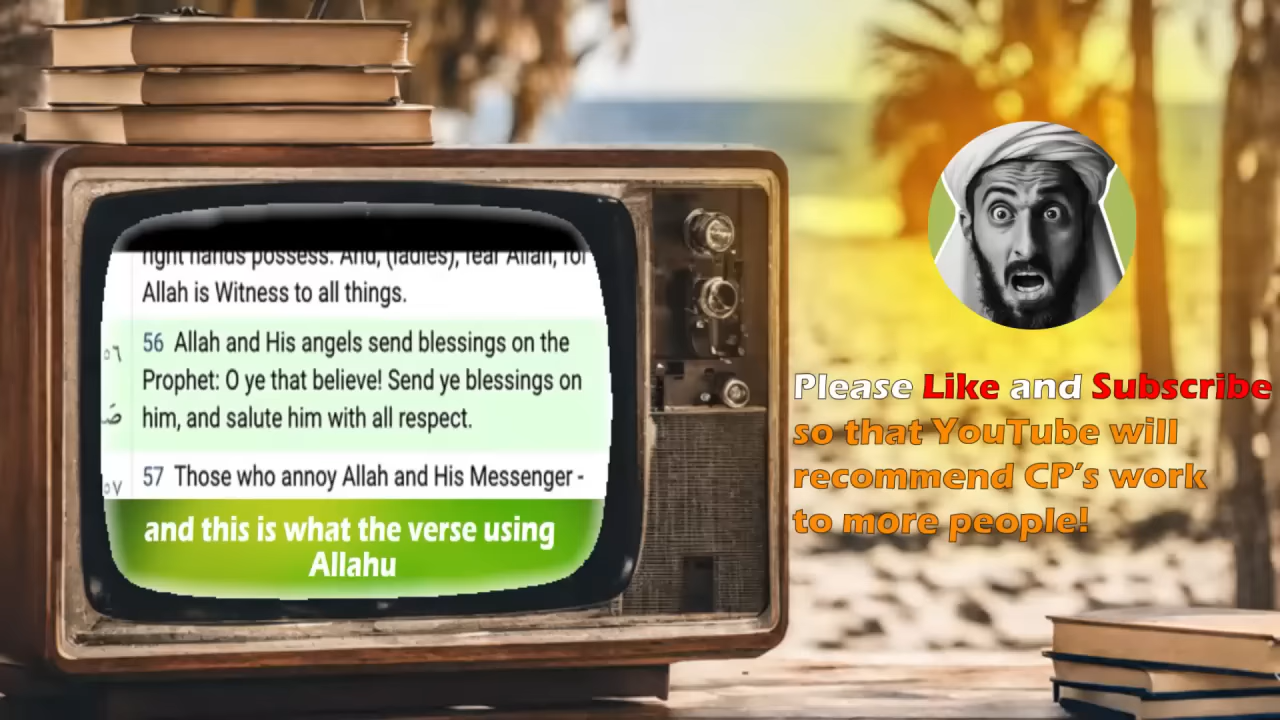 right hands possess. And, (ladies), fear Allah; for
Allah is Witness to all things.
٥٦
56 Allah and His angels send blessings on the
Prophet: O ye that believe! Send ye blessings on
him, and salute him with all respect.
٥٧
57 Those who annoy Allah and His Messenger -
and this is what the verse using
Allahu
Please Like and Subscribe
so that YouTube will
recommend CP's work
to more people!